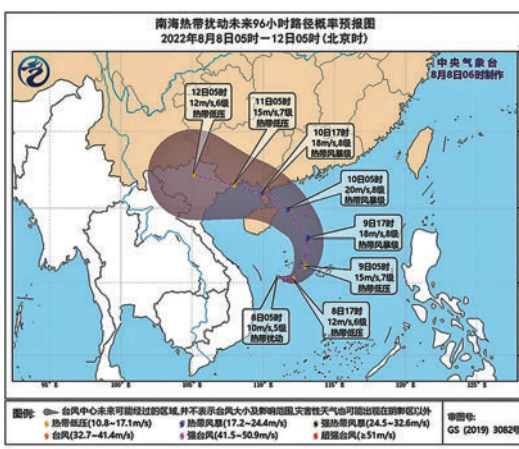 南海热带扰动未来96小时路径概率预报图
2022年8月8日05时—12日05时(北京时)
中央气象台
8月8日06时制作
12日05时
12m/s,6级
热带低压
11日05时
15m/s,7级
热带低压
10日17时
18m/s,8级
热带风暴级
10日05时
20m/s,8级
热带风暴级
9日17时
18m/s,8级
热带风暴级
9日05时
15m/s,7级
热带低压
8日05时
10m/s,5级
热带扰动
8日17时
12m/s,6级
热带低压
95°E 100°E 105°E 110°E 115°E 120°E 125°E
图例: 台风中心未来可能经过的区域,并不表示台风大小及影响范围,灾害性天气也可能出现在阴影区以外
热带低压(10.8~17.1m/s) 热带风暴(17.2~24.4m/s) 强热带风暴(24.5~32.6m/s)
台风(32.7~41.4m/s) 强台风(41.5~50.9m/s) 超强台风(≥51m/s)
审图号:
GS (2019) 3082号